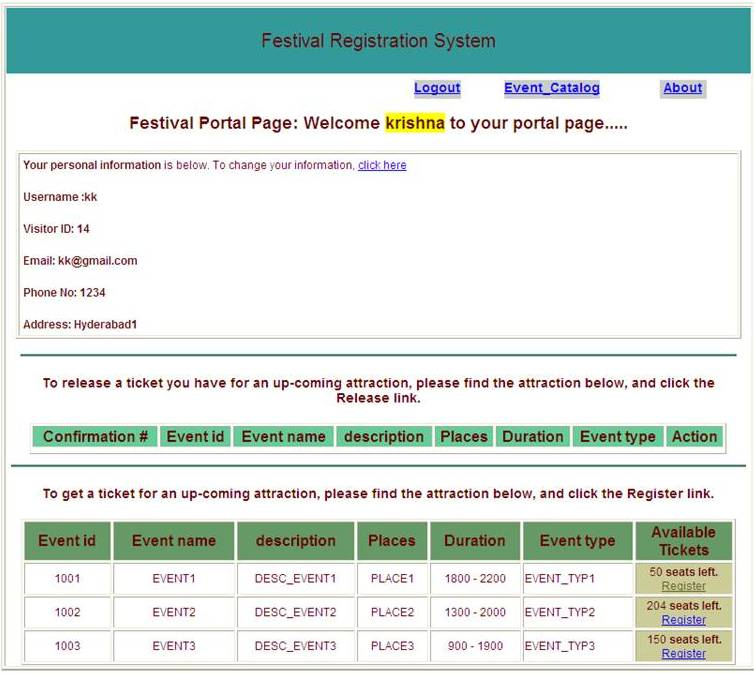 Festival Registration System
Logout Event_Catalog About
Festival Portal Page: Welcome krishna to your portal page.....
Your personal information is below. To change your information, click here
Username :kk
Visitor ID: 14
Email: kk@gmail.com
Phone No: 1234
Address: Hyderabad1
To release a ticket you have for an up-coming attraction, please find the attraction below, and click the
Release link.
Confirmation # Event id Event name description Places Duration Event type Action
To get a ticket for an up-coming attraction, please find the attraction below, and click the Register link.
Event id Event name description Places Duration Event type Available Tickets
1001 EVENT1 DESC_EVENT1 PLACE1 1800 - 2200 EVENT_TYP1 50 seats left.
Register
1002 EVENT2 DESC_EVENT2 PLACE2 1300 - 2000 EVENT_TYP2 204 seats left.
Register
1003 EVENT3 DESC_EVENT3 PLACE3 900 - 1900 EVENT_TYP3 150 seats left.
Register